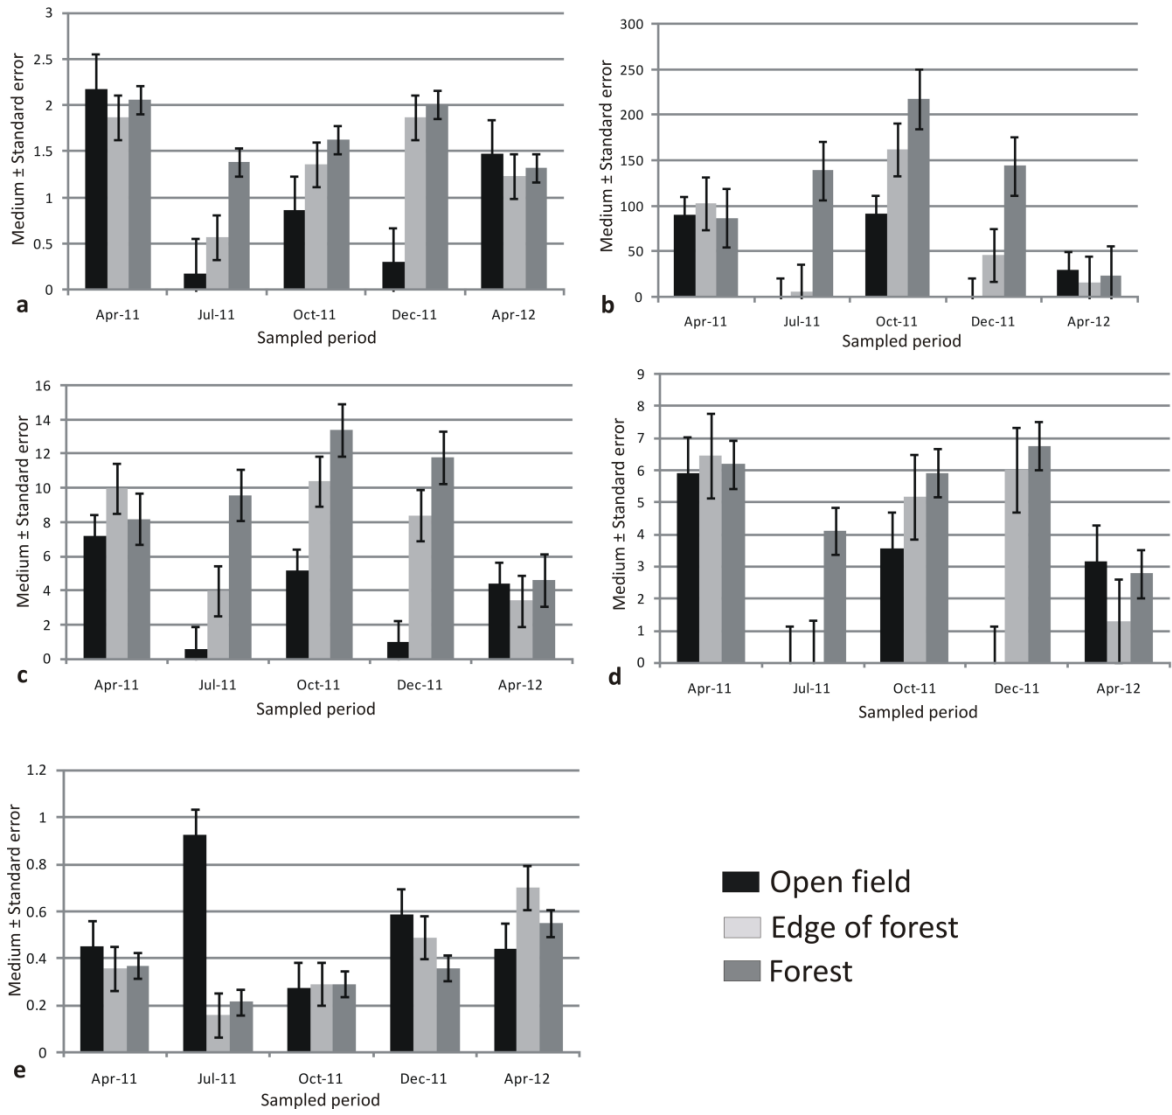 3
2.5
2
1.5
1
0.5
0
Medium ± Standard error
Apr-11 Jul-11 Oct-11 Dec-11 Apr-12
Sampled period
a
300
250
200
150
100
50
0
Medium ± Standard error
Apr-11 Jul-11 Oct-11 Dec-11 Apr-12
Sampled period
b
16
14
12
10
8
6
4
2
0
Medium ± Standard error
Apr-11 Jul-11 Oct-11 Dec-11 Apr-12
Sampled period
c
9
8
7
6
5
4
3
2
1
0
Medium ± Standard error
Apr-11 Jul-11 Oct-11 Dec-11 Apr-12
Sampled period
d
1.2
1
0.8
0.6
0.4
0.2
0
Medium ± Standard error
Apr-11 Jul-11 Oct-11 Dec-11 Apr-12
Sampled period
e
Open field
Edge of forest
Forest